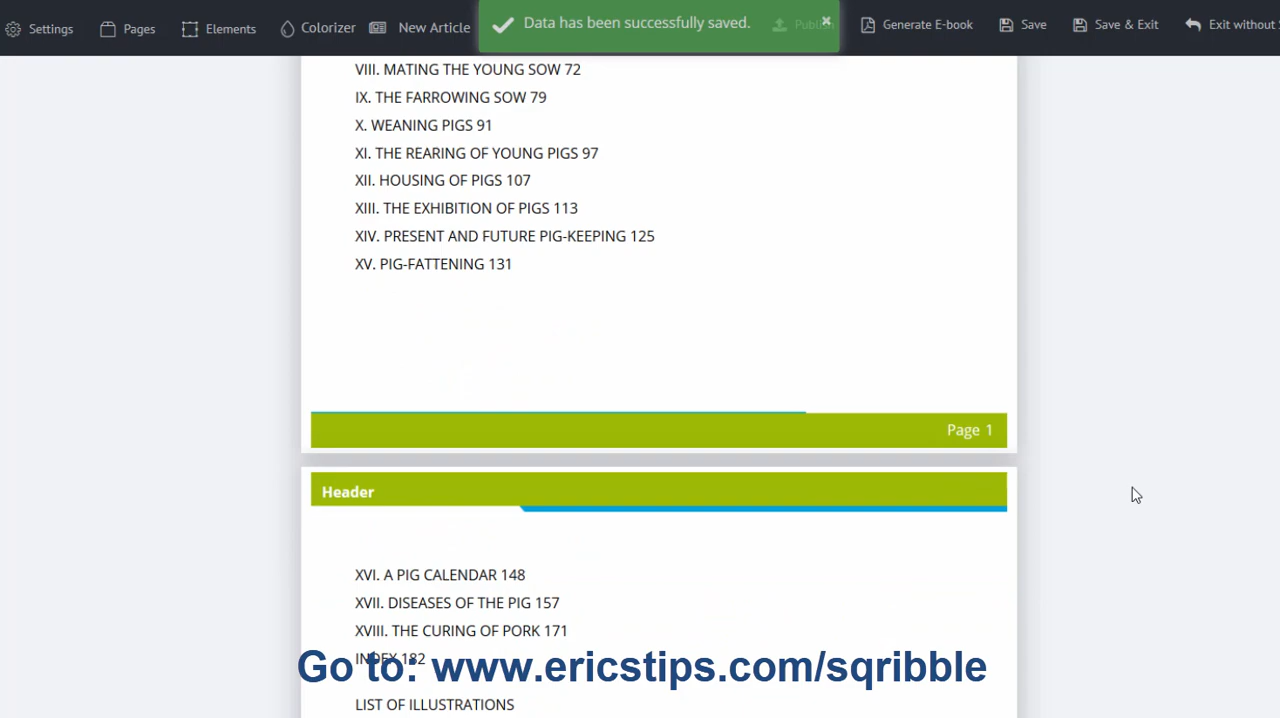 Settings Pages Elements Colorizer New Article Data has been successfully saved. Publish × Generate E-book Save Save & Exit Exit without
VIII. MATING THE YOUNG SOW 72
IX. THE FARROWING SOW 79
X. WEANING PIGS 91
XI. THE REARING OF YOUNG PIGS 97
XII. HOUSING OF PIGS 107
XIII. THE EXHIBITION OF PIGS 113
XIV. PRESENT AND FUTURE PIG-KEEPING 125
XV. PIG-FATTENING 131
Page 1
Header
XVI. A PIG CALENDAR 148
XVII. DISEASES OF THE PIG 157
XVIII. THE CURING OF PORK 171
INDEX 182
Go to: www.ericstips.com/sqribble
LIST OF ILLUSTRATIONS